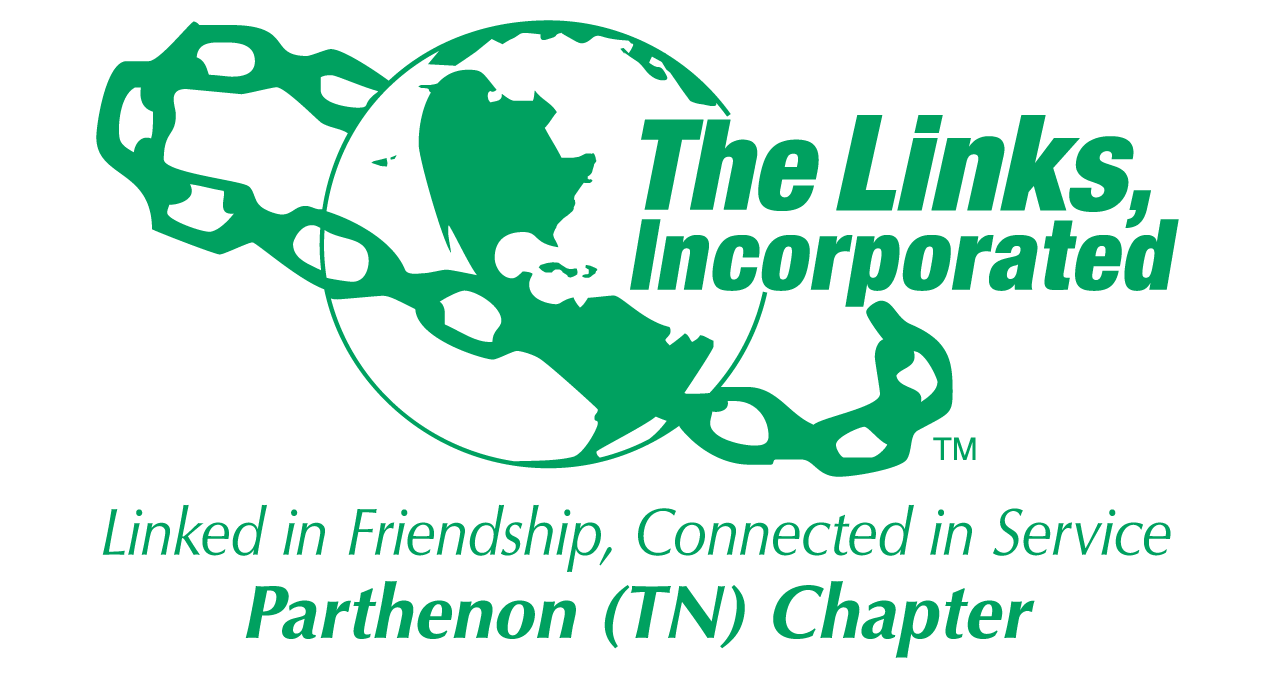 The Links,
Incorporated
TM
Linked in Friendship, Connected in Service
Parthenon (TN) Chapter